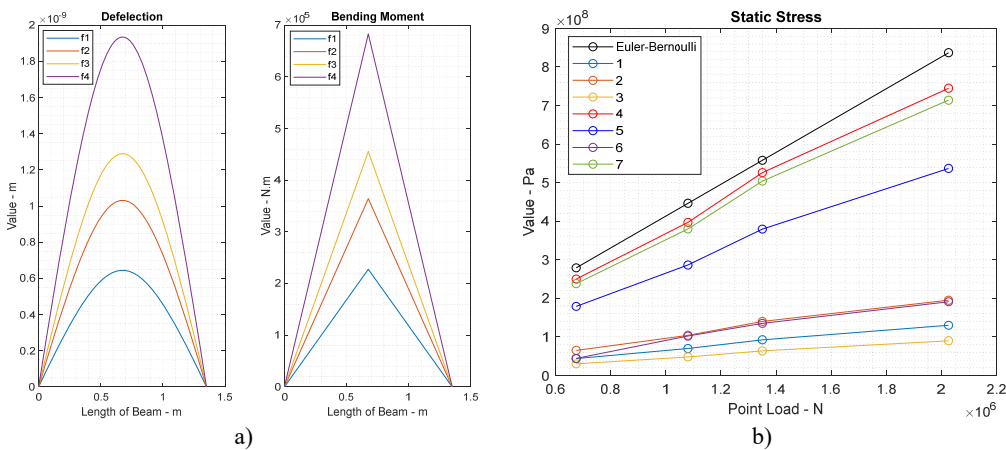 Defelection
×10⁻⁹
2
1.8
1.6
1.4
1.2
1
0.8
0.6
0.4
0.2
0
Value - m
f1
f2
f3
f4
0 0.5 1 1.5
Length of Beam - m
Bending Moment
×10⁵
7
6
5
4
3
2
1
0
Value - N.m
f1
f2
f3
f4
0 0.5 1 1.5
Length of Beam - m
a)
Static Stress
×10⁸
9
8
7
6
5
4
3
2
1
0
Value - Pa
Euler-Bernoulli
1
2
3
4
5
6
7
0.6 0.8 1 1.2 1.4 1.6 1.8 2 2.2
Point Load - N
×10⁶
b)